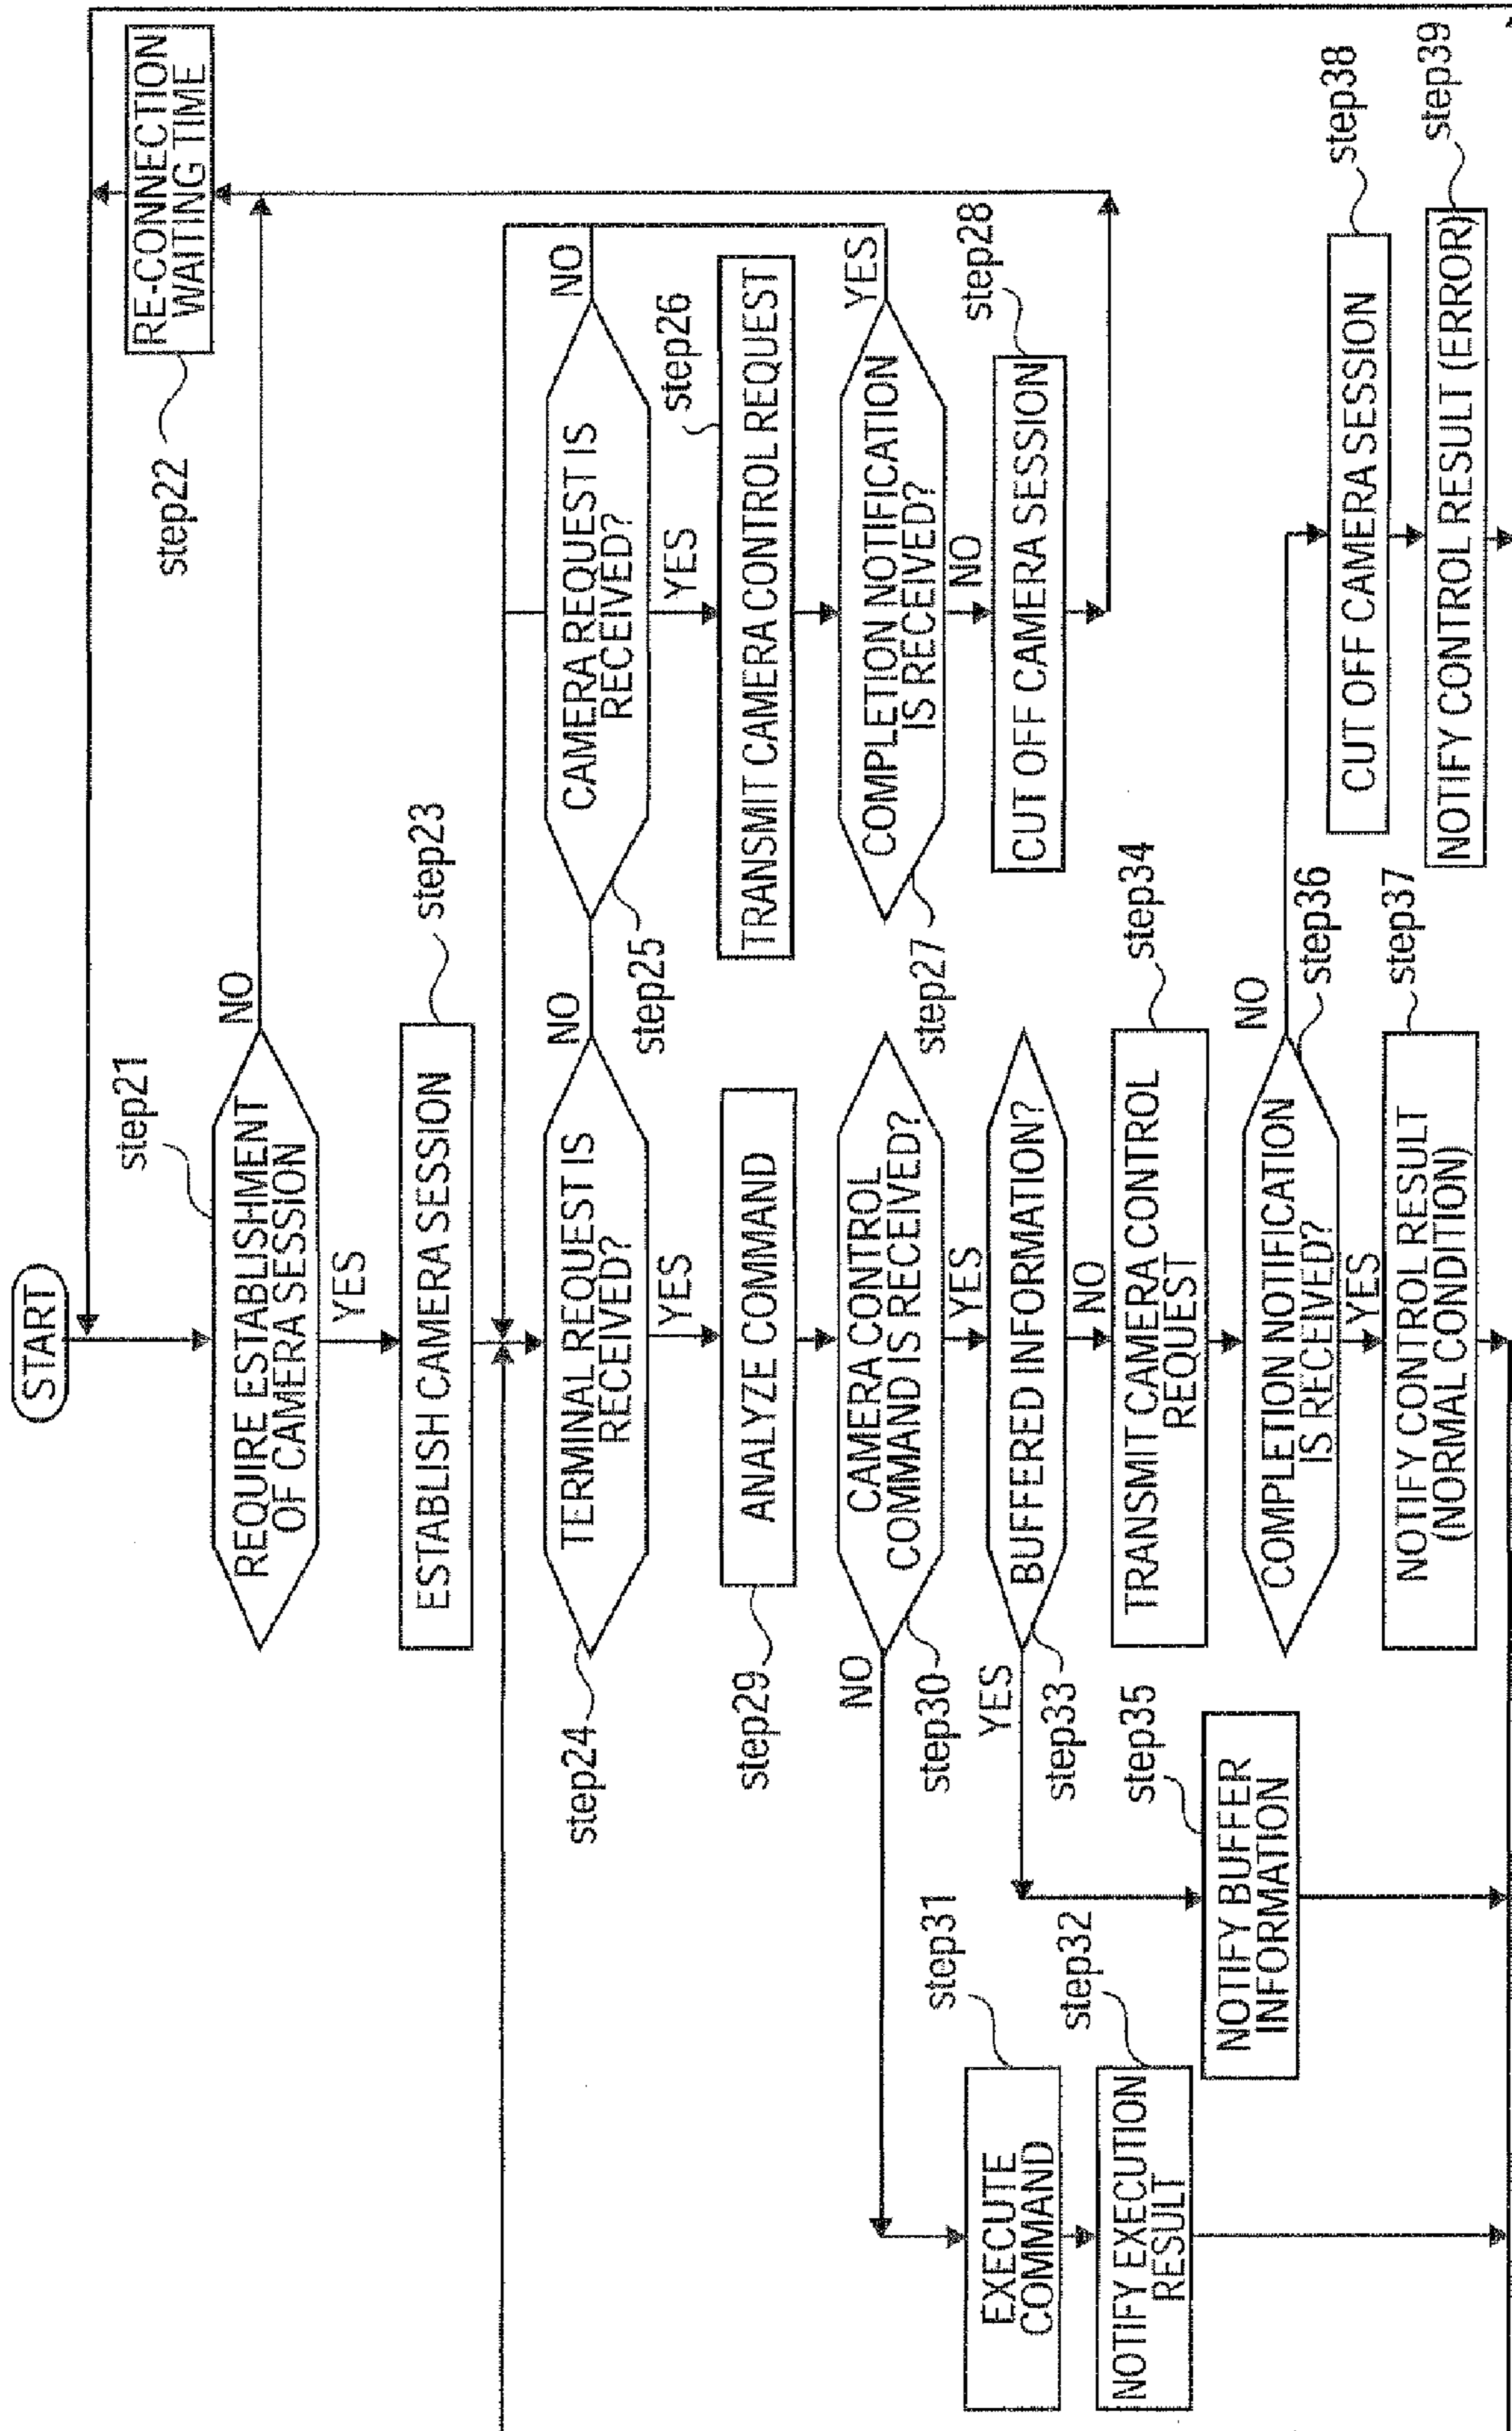 START
step21
REQUIRE ESTABLISHMENT
OF CAMERA SESSION
NO
YES
RE-CONNECTION
WAITING TIME
step22
ESTABLISH CAMERA SESSION
step23
TERMINAL REQUEST IS
RECEIVED?
step24
NO
YES
CAMERA REQUEST IS
RECEIVED?
step25
NO
YES
step26
TRANSMIT CAMERA CONTROL REQUEST
COMPLETION NOTIFICATION
IS RECEIVED?
step27
YES
NO
step28
CUT OFF CAMERA SESSION
ANALYZE COMMAND
step29
CAMERA CONTROL
COMMAND IS RECEIVED?
step30
NO
YES
step31
EXECUTE
COMMAND
step32
NOTIFY EXECUTION
RESULT
BUFFERED INFORMATION?
step33
YES
NO
step34
TRANSMIT CAMERA CONTROL
REQUEST
step35
NOTIFY BUFFER
INFORMATION
COMPLETION NOTIFICATION
IS RECEIVED?
step36
NO
YES
step37
NOTIFY CONTROL RESULT
(NORMAL CONDITION)
step38
CUT OFF CAMERA SESSION
step39
NOTIFY CONTROL RESULT (ERROR)